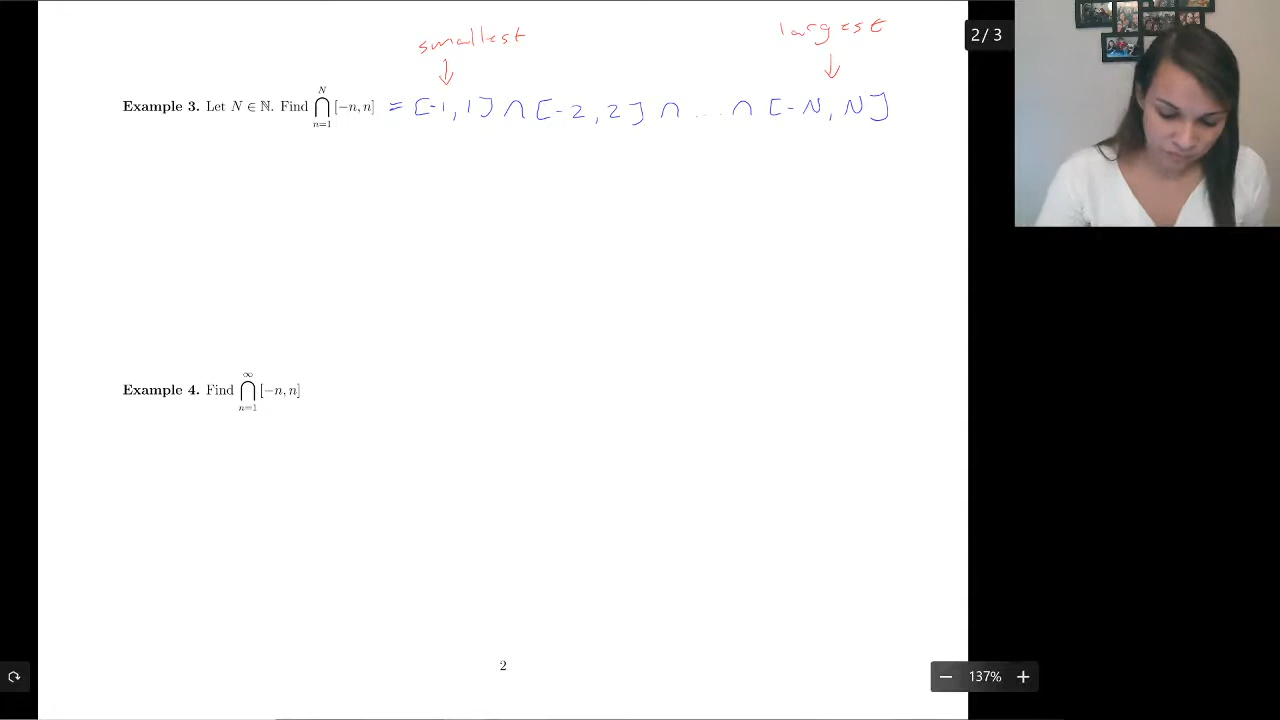 smallest
largest
↓
↓
2 / 3
Example 3. Let N ∈ ℕ. Find ⋂_{n=1}^{N} [−n, n] = [-1, 1] ∩ [-2, 2] ∩ ... ∩ [-N, N]
Example 4. Find ⋂_{n=1}^{∞} [−n, n]
2
137%